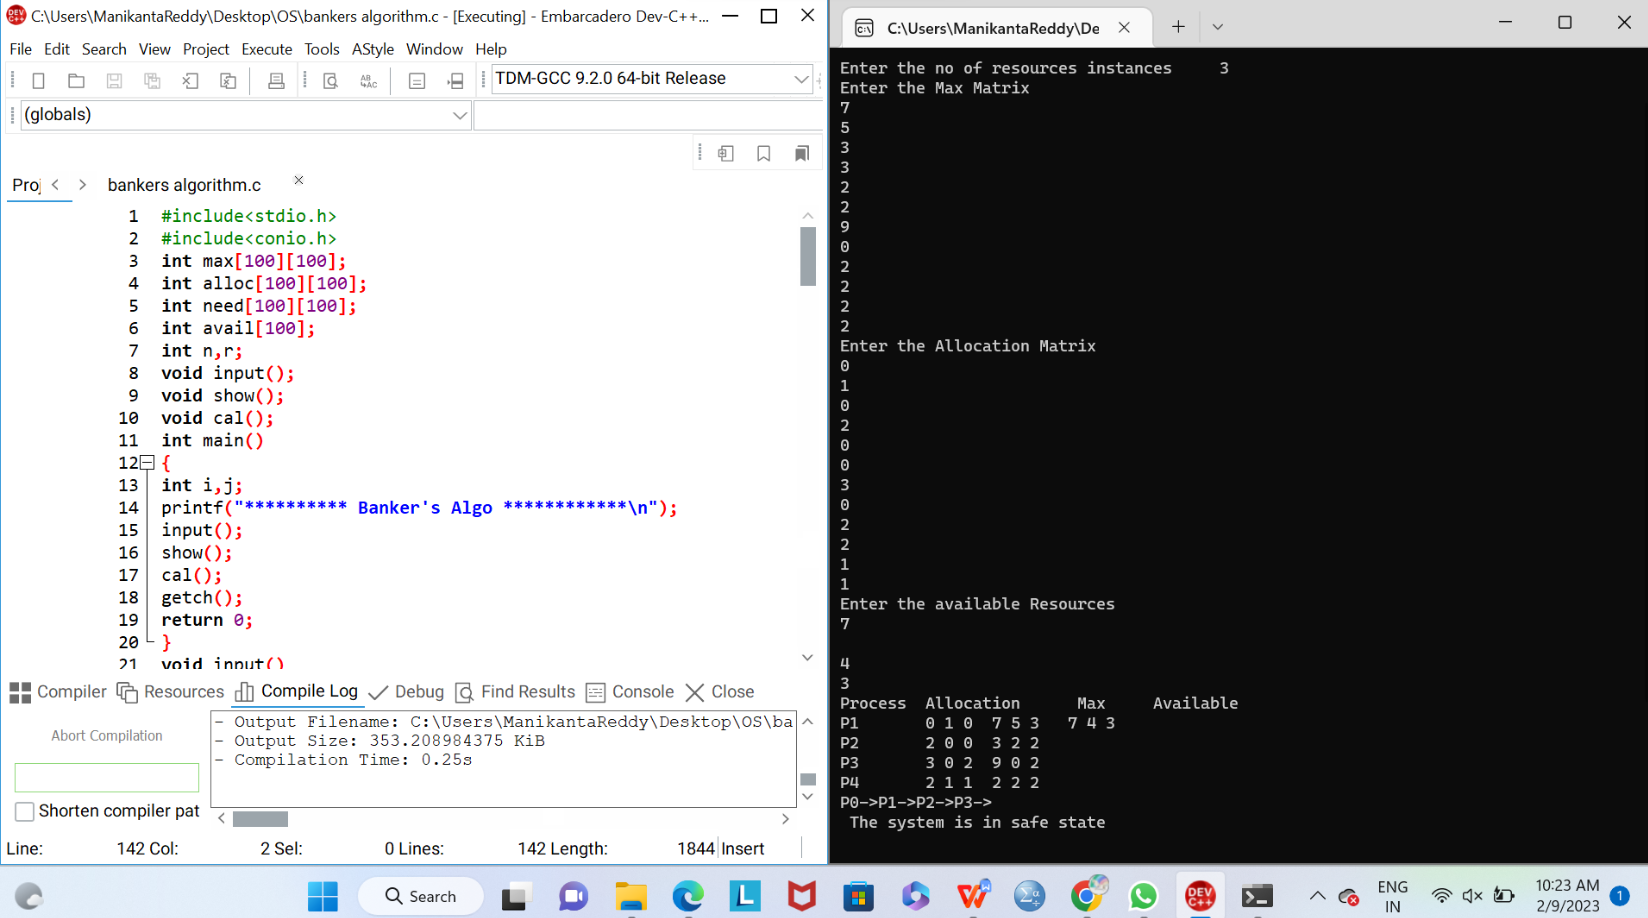 C:\Users\ManikantaReddy\Desktop\OS\bankers algorithm.c - [Executing] - Embarcadero Dev-C++...
File Edit Search View Project Execute Tools AStyle Window Help
TDM-GCC 9.2.0 64-bit Release
(globals)
Proj
bankers algorithm.c
1 #include<stdio.h>
2 #include<conio.h>
3 int max[100][100];
4 int alloc[100][100];
5 int need[100][100];
6 int avail[100];
7 int n,r;
8 void input();
9 void show();
10 void cal();
11 int main()
12 {
13 int i,j;
14 printf("********** Banker's Algo ************\n");
15 input();
16 show();
17 cal();
18 getch();
19 return 0;
20 }
21 void input()
Compiler Resources Compile Log Debug Find Results Console Close
Abort Compilation
Shorten compiler pat
- Output Filename: C:\Users\ManikantaReddy\Desktop\OS\ba
- Output Size: 353.208984375 KiB
- Compilation Time: 0.25s
Line: 142 Col: 2 Sel: 0 Lines: 142 Length: 1844 Insert
C:\Users\ManikantaReddy\De
Enter the no of resources instances 3
Enter the Max Matrix
7
5
3
3
2
2
9
0
2
2
2
2
Enter the Allocation Matrix
0
1
0
2
0
0
3
0
2
2
1
1
Enter the available Resources
7
4
3
Process Allocation Max Available
P1 0 1 0 7 5 3 7 4 3
P2 2 0 0 3 2 2
P3 3 0 2 9 0 2
P4 2 1 1 2 2 2
P0->P1->P2->P3->
The system is in safe state
Search
ENG
IN
10:23 AM
2/9/2023
1